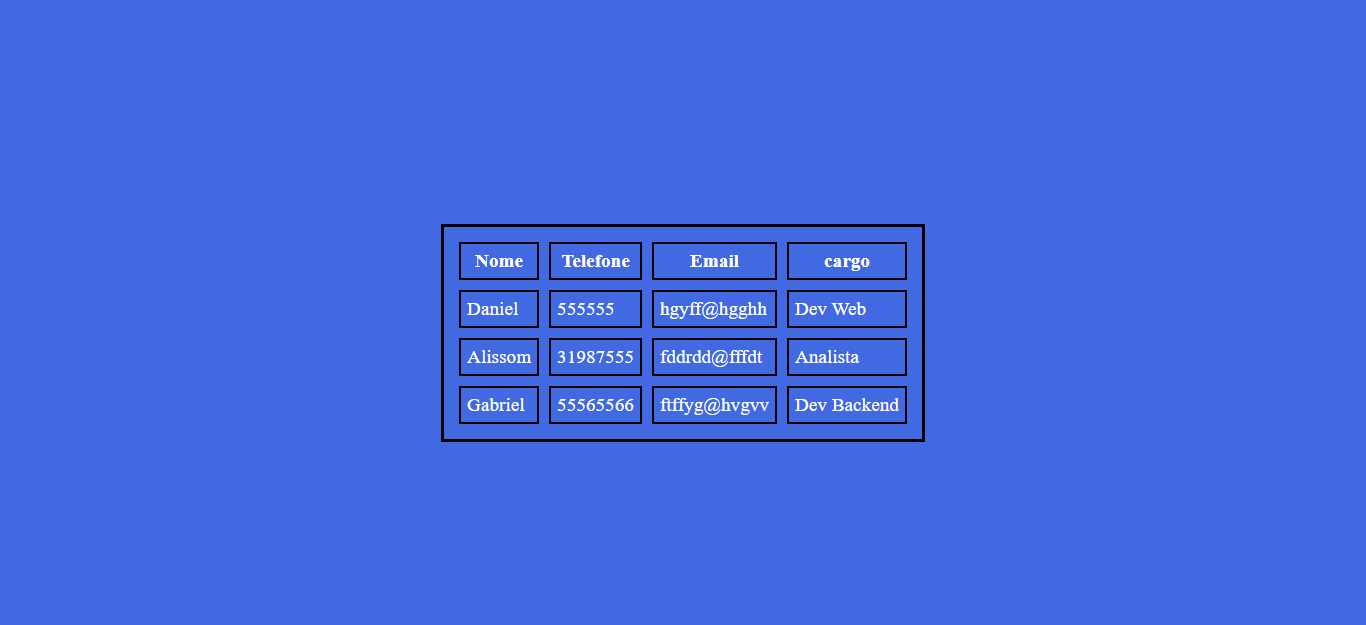 Nome Telefone Email cargo
Daniel 555555 hgyff@hgghh Dev Web
Alissom 31987555 fddrdd@fffdt Analista
Gabriel 55565566 ftffyg@hvgvv Dev Backend